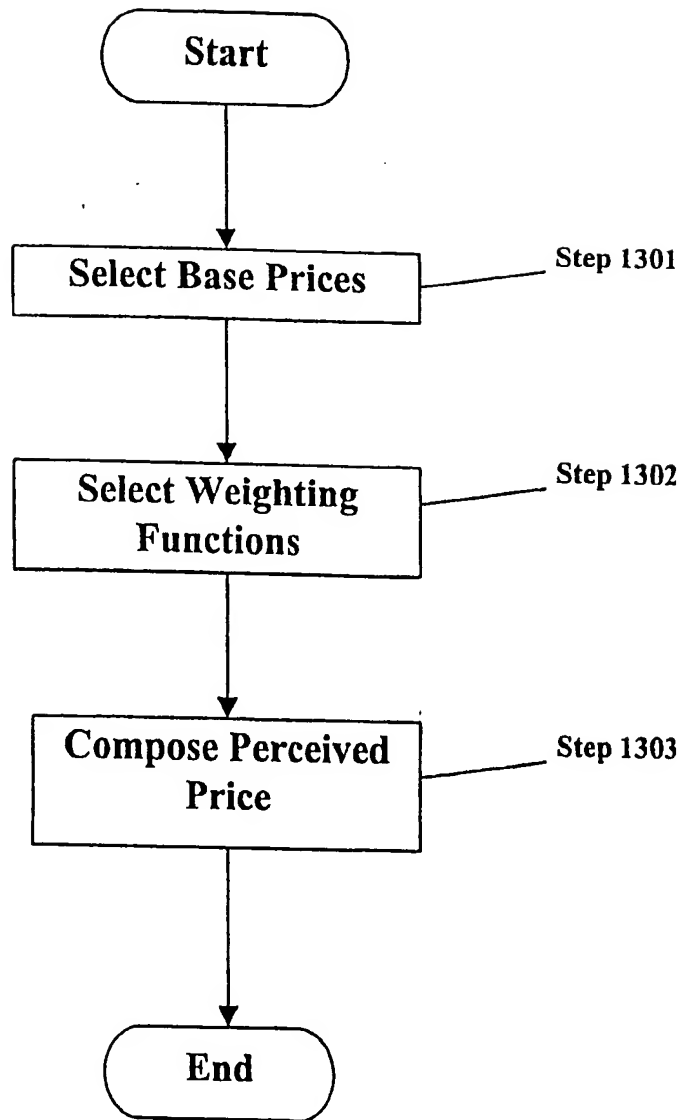 Start
Select Base Prices
Step 1301
Select Weighting
Functions
Step 1302
Compose Perceived
Price
Step 1303
End